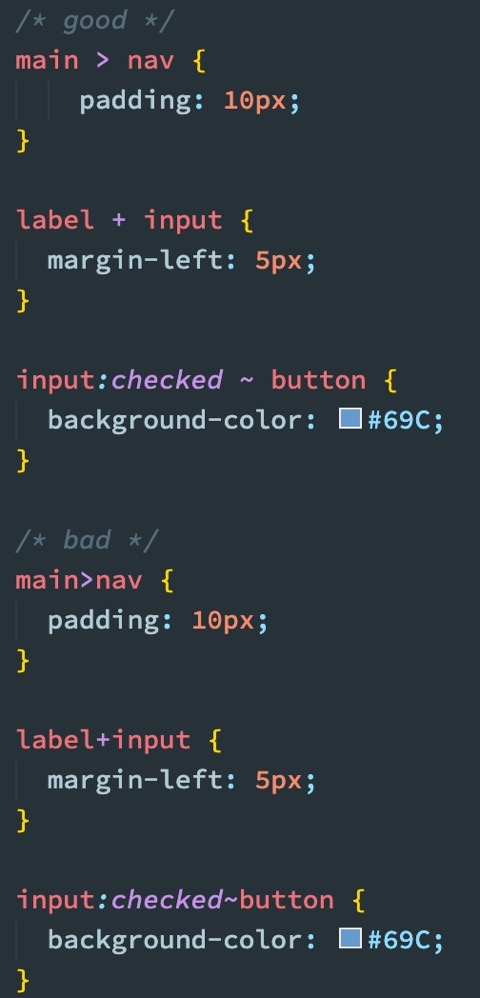 /* good */
main > nav {
    padding: 10px;
}

label + input {
  margin-left: 5px;
}

input:checked ~ button {
  background-color: #69C;
}

/* bad */
main>nav {
  padding: 10px;
}

label+input {
  margin-left: 5px;
}

input:checked~button {
  background-color: #69C;
}